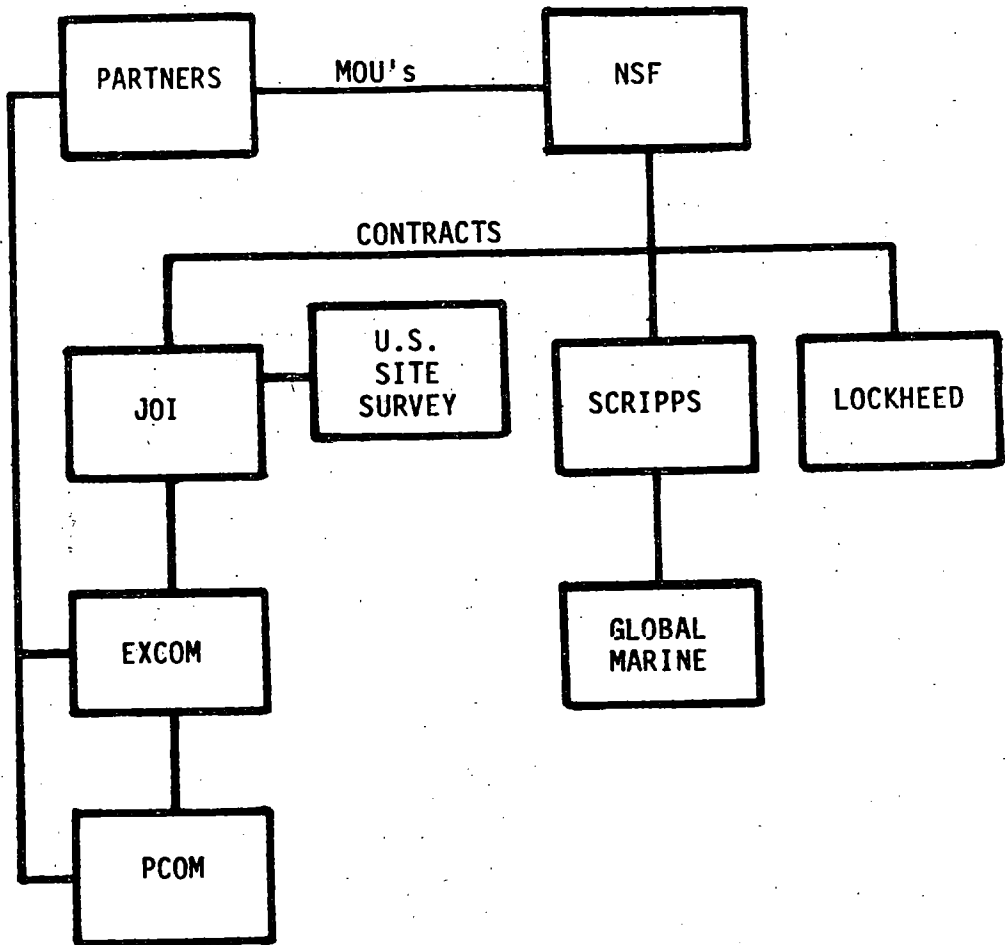 PARTNERS
MOU's
NSF
CONTRACTS
JOI
U.S.
SITE
SURVEY
SCRIPPS
LOCKHEED
EXCOM
GLOBAL
MARINE
PCOM